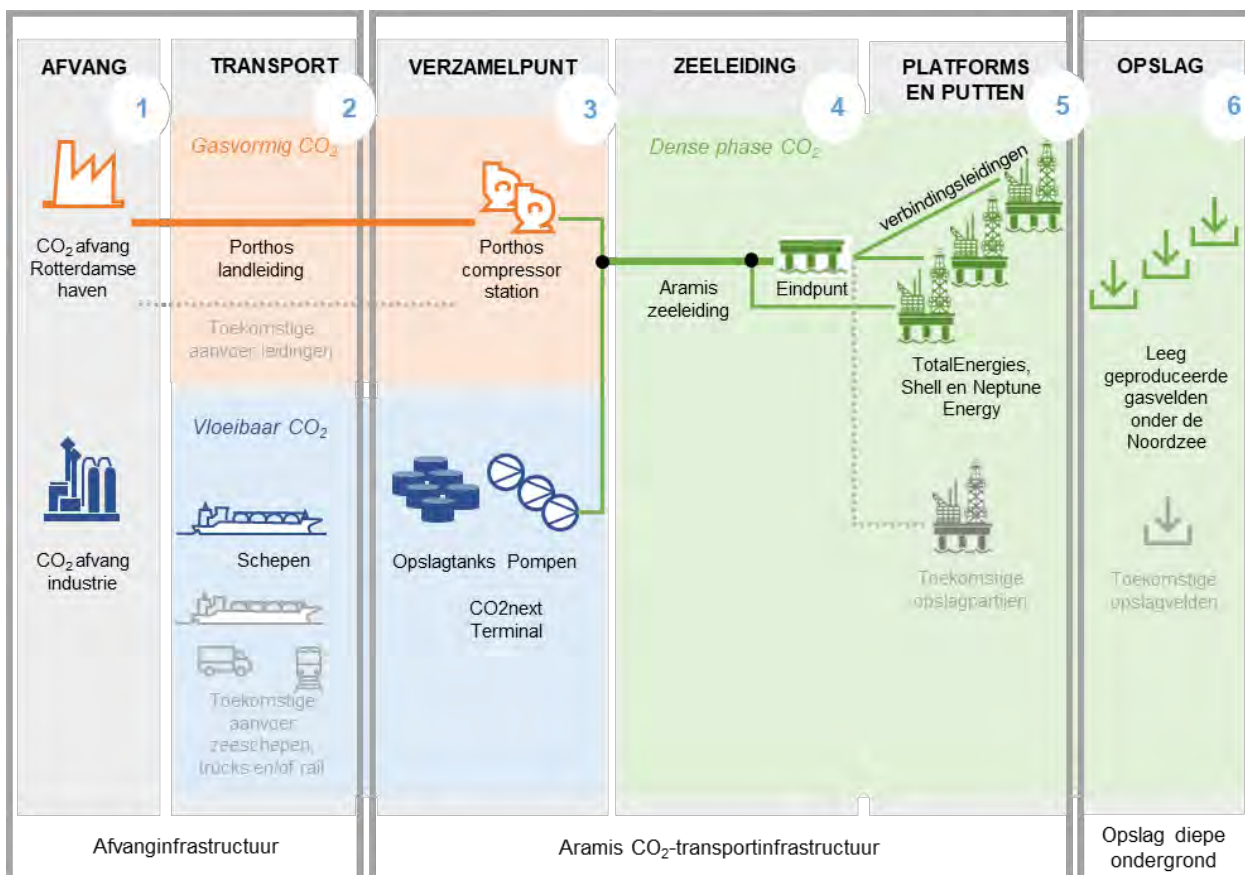 AFVANG
1
TRANSPORT
2
VERZAMELPUNT
3
ZEELEIDING
4
PLATFORMS
EN PUTTEN
5
OPSLAG
6
Gasvormig CO₂
Dense phase CO₂
verbindingsleidingen
CO₂ afvang
Rotterdamse
haven
Porthos
landleiding
Porthos
compressor
station
Aramis
zeeleiding
Eindpunt
Toekomstige
aanvoer leidingen
TotalEnergies,
Shell en Neptune
Energy
Leeg
geproduceerde
gasvelden
onder de
Noordzee
Vloeibaar CO₂
CO₂ afvang
industrie
Schepen
Opslagtanks
Pompen
CO2next
Terminal
Toekomstige
opslagpartijen
Toekomstige
opslagvelden
Toekomstige
aanvoer
zeeschepen,
trucks en/of rail
Afvanginfrastructuur
Aramis CO₂-transportinfrastructuur
Opslag diepe
ondergrond